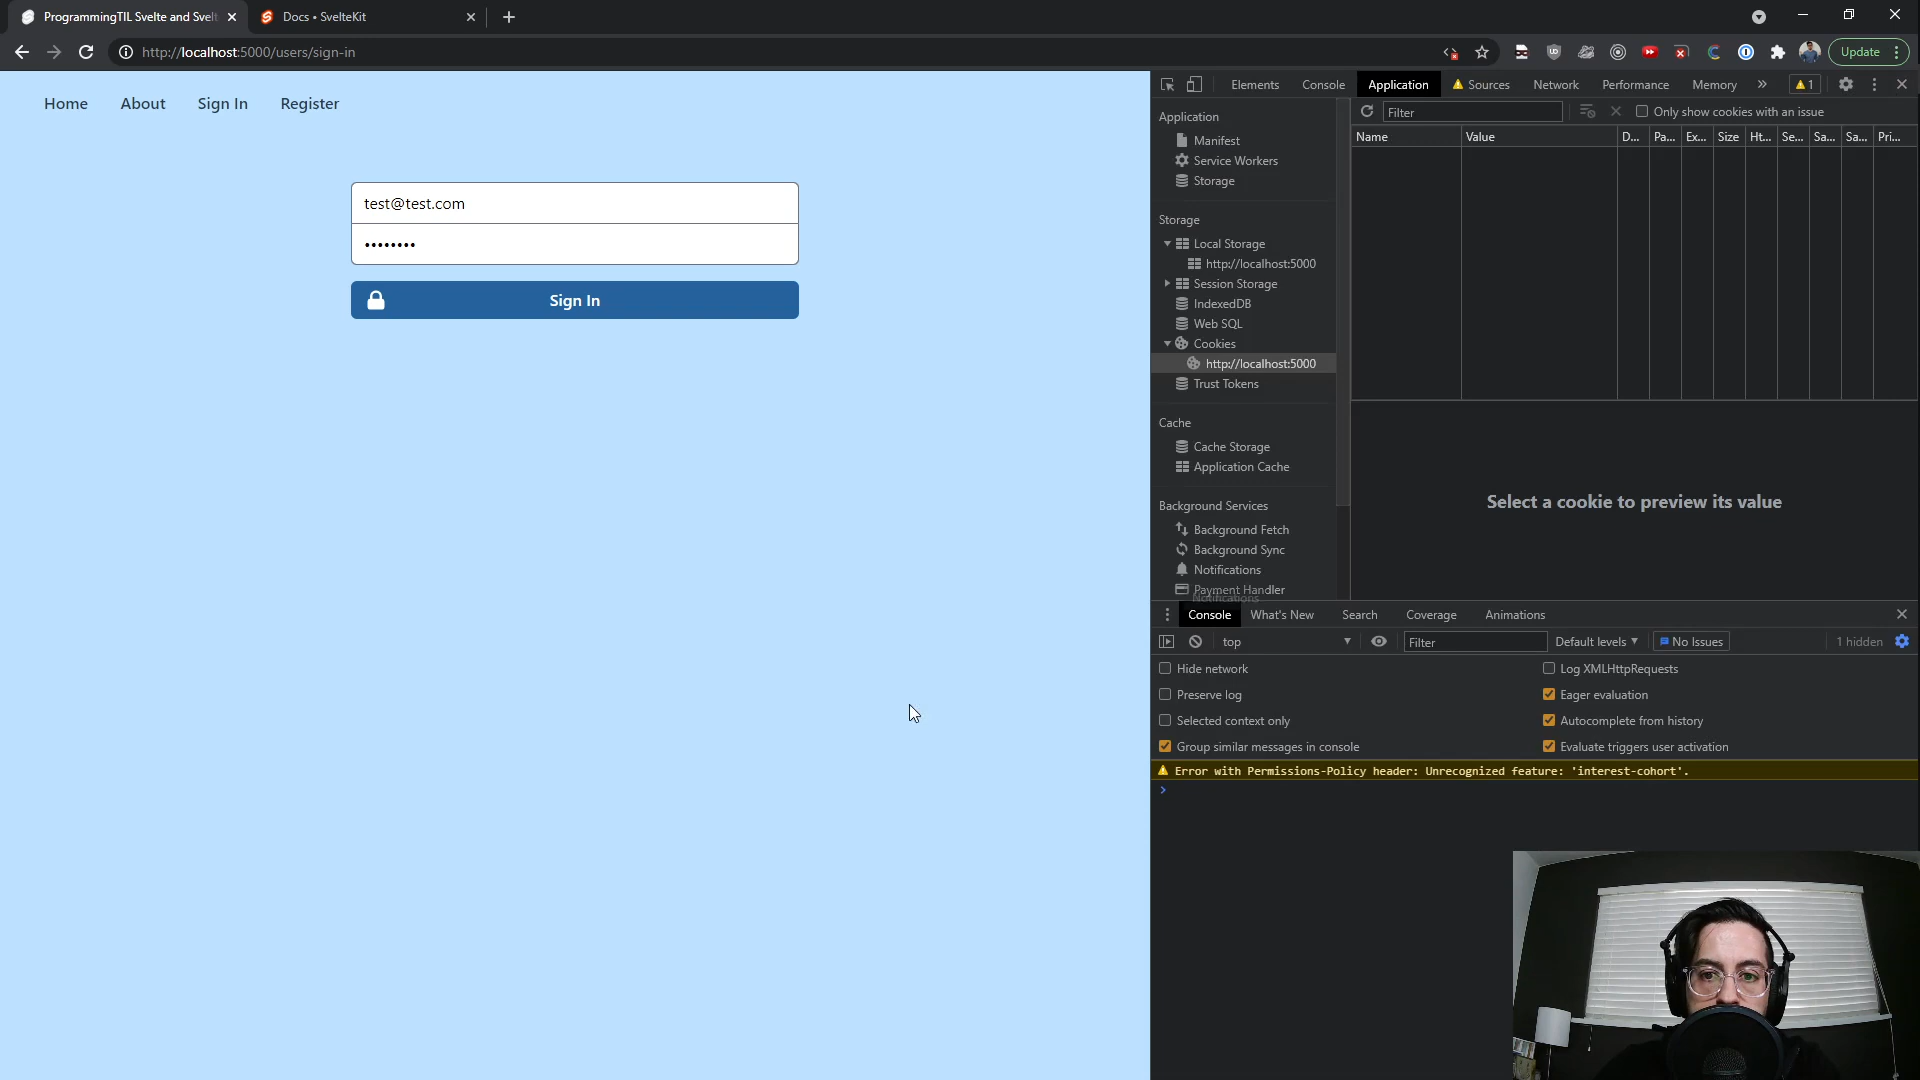 ProgrammingTIL Svelte and Svelt
Docs • SvelteKit
http://localhost:5000/users/sign-in
Update
Home
About
Sign In
Register
test@test.com
••••••••
Sign In
Elements
Console
Application
Sources
Network
Performance
Memory
1
Filter
Only show cookies with an issue
Application
Manifest
Service Workers
Storage
Storage
Local Storage
http://localhost:5000
Session Storage
IndexedDB
Web SQL
Cookies
http://localhost:5000
Trust Tokens
Cache
Cache Storage
Application Cache
Background Services
Background Fetch
Background Sync
Notifications
Payment Handler
Name
Value
D...
Pa...
Ex...
Size
Ht...
Se...
Sa...
Sa...
Pri...
Select a cookie to preview its value
Console
What's New
Search
Coverage
Animations
top
Filter
Default levels
No Issues
1 hidden
Hide network
Log XMLHttpRequests
Preserve log
Eager evaluation
Selected context only
Autocomplete from history
Group similar messages in console
Evaluate triggers user activation
Error with Permissions-Policy header: Unrecognized feature: 'interest-cohort'.